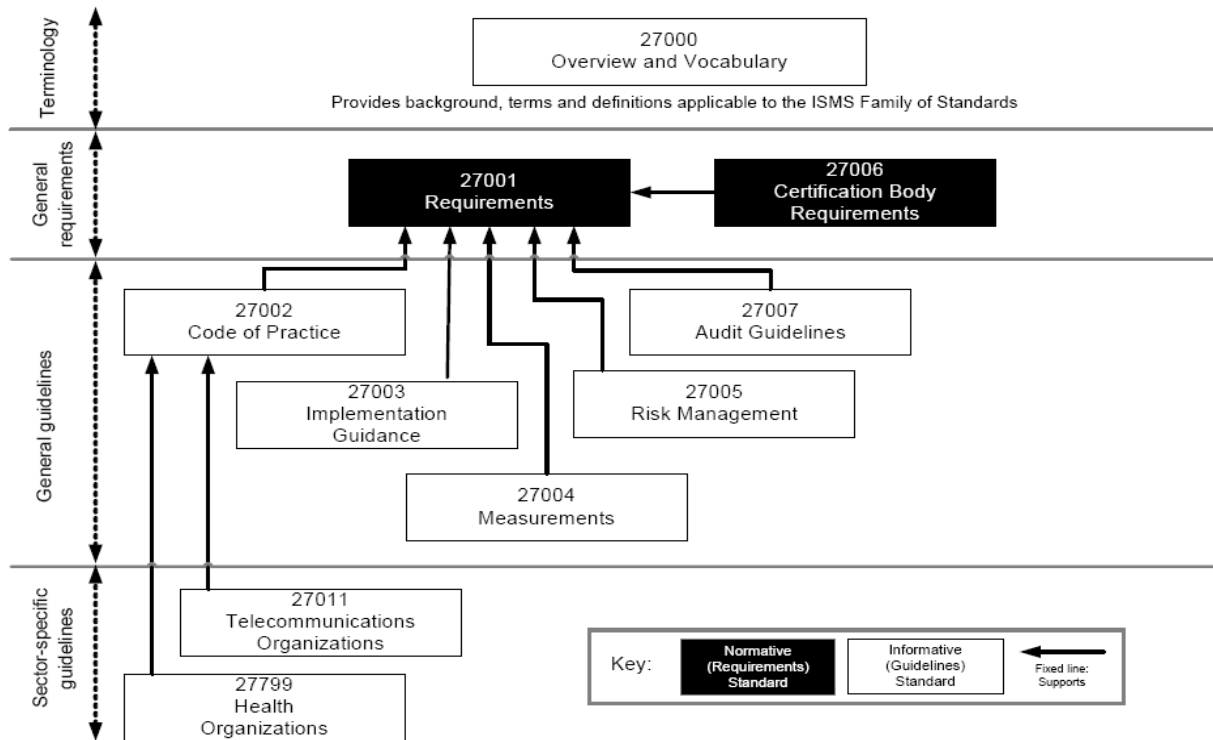 Terminology
27000
Overview and Vocabulary
Provides background, terms and definitions applicable to the ISMS Family of Standards
General
requirements
27001
Requirements
27006
Certification Body
Requirements
General guidelines
27002
Code of Practice
27007
Audit Guidelines
27003
Implementation
Guidance
27005
Risk Management
27004
Measurements
Sector-specific
guidelines
27011
Telecommunications
Organizations
27799
Health
Organizations
Key:
Normative
(Requirements)
Standard
Informative
(Guidelines)
Standard
Fixed line:
Supports